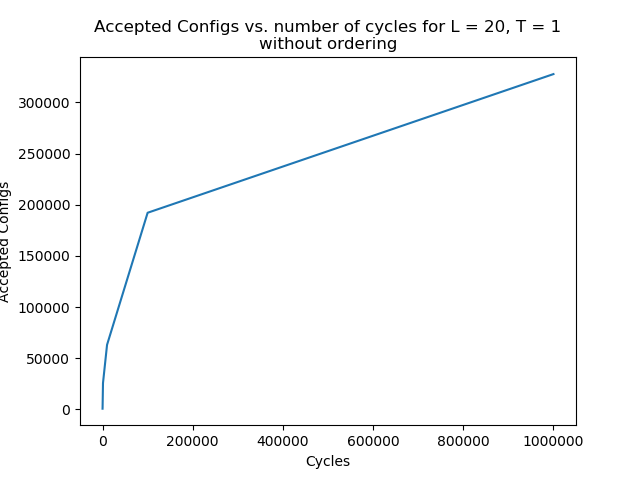 Accepted Configs vs. number of cycles for L = 20, T = 1
without ordering
Accepted Configs
300000
250000
200000
150000
100000
50000
0
0 200000 400000 600000 800000 1000000
Cycles